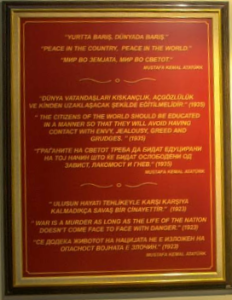 "YURTTA BARIŞ, DÜNYADA BARIŞ."
"PEACE IN THE COUNTRY, PEACE IN THE WORLD."
"МИР ВО ЗЕМЈАТА, МИР ВО СВЕТОТ."
MUSTAFA KEMAL ATATÜRK
"DÜNYA VATANDAŞLARI KISKANÇLIK, AÇGÖZLÜLÜK
VE KİNDEN UZAKLAŞACAK ŞEKİLDE EĞİTİLMELİDİR." (1935)
" THE CITIZENS OF THE WORLD SHOULD BE EDUCATED
IN A MANNER SO THAT THEY WILL AVOID HAVING
CONTACT WITH ENVY, JEALOUSY, GREED AND
GRUDGES. " (1935)
"ГРАЃАНИТЕ НА СВЕТОТ ТРЕБА ДА БИДАТ ЕДУЦИРАНИ
НА ТОЈ НАЧИН ШТО ЌЕ БИДАТ ОСЛОБОДЕНИ ОД
ЗАВИСТ, ЛАКОМОСТ И ГНЕВ." (1935)
MUSTAFA KEMAL ATATÜRK
" ULUSUN HAYATI TEHLİKEYLE KARŞI KARŞIYA
KALMADIKÇA SAVAŞ BİR CİNAYETTİR." (1923)
" WAR IS A MURDER AS LONG AS THE LIFE OF THE NATION
DOESN'T COME FACE TO FACE WITH DANGER." (1923)
"СЕ ДОДЕКА ЖИВОТОТ НА НАЦИЈАТА НЕ Е ИЗЛОЖЕН НА
ОПАСНОСТ ВОЈНАТА Е ЗЛОЧИН." (1923)
MUSTAFA KEMAL ATATÜRK